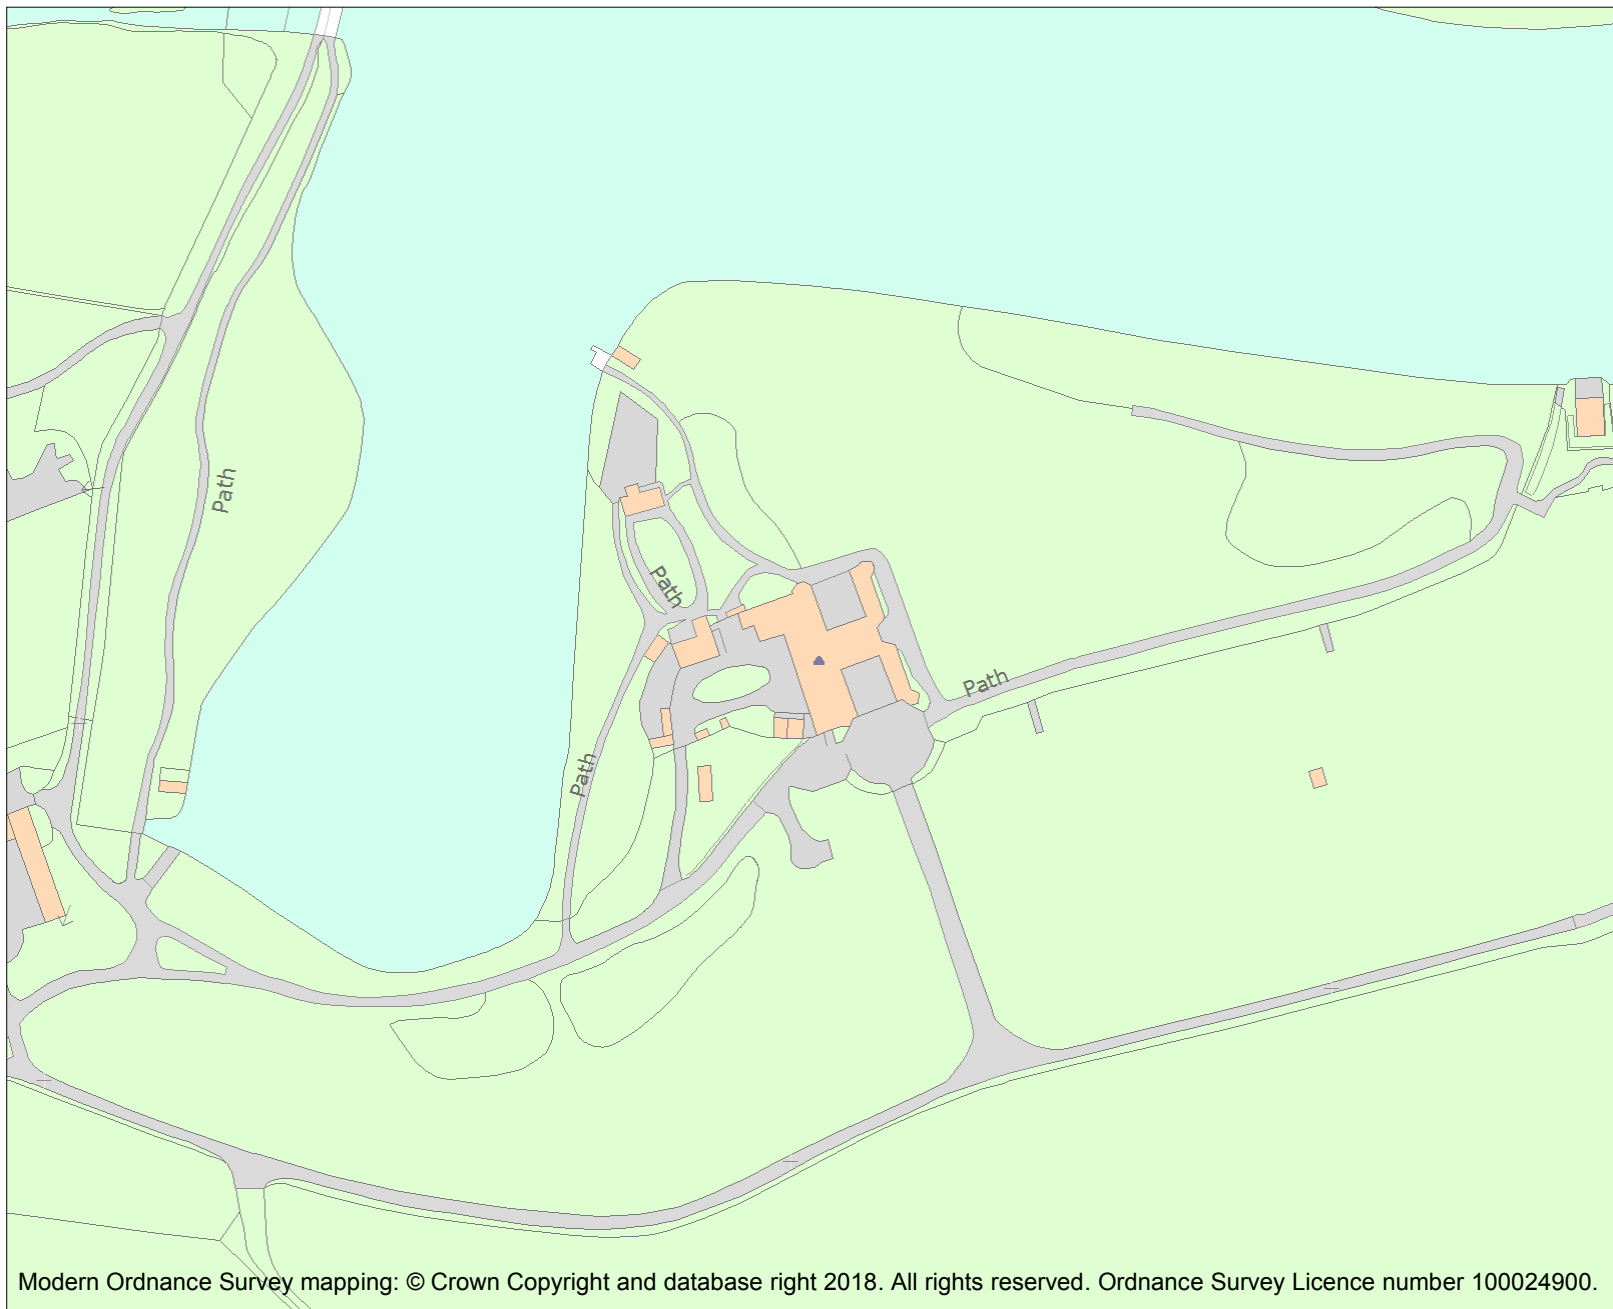 Path
Path
Path
Path
Modern Ordnance Survey mapping: © Crown Copyright and database right 2018. All rights reserved. Ordnance Survey Licence number 100024900.